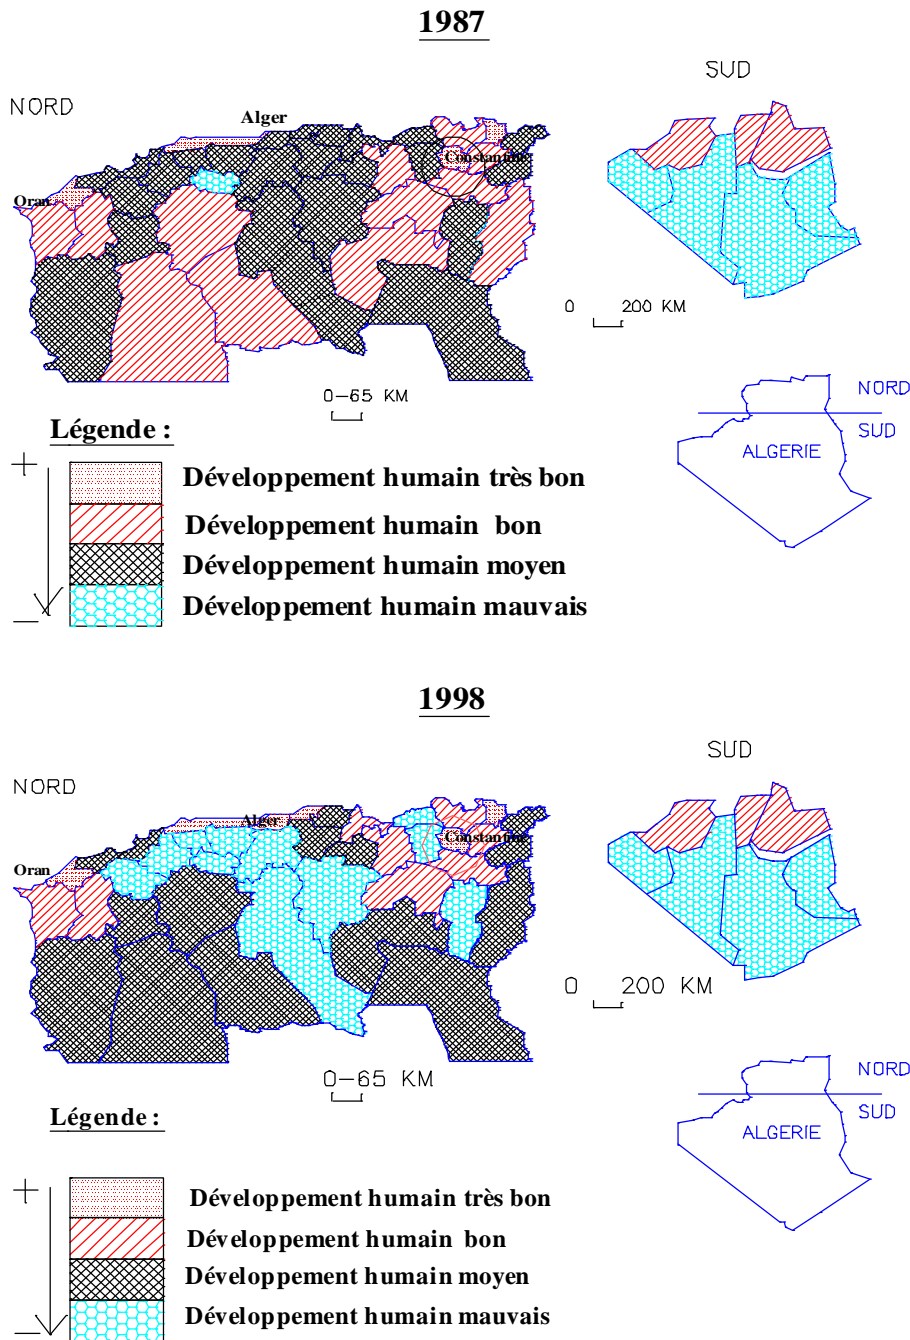 1987
SUD
NORD
Alger
Constantine
Oran
0 200 KM
0-65 KM
NORD
SUD
ALGERIE
Légende :
+
Développement humain très bon
Développement humain bon
Développement humain moyen
Développement humain mauvais
−
1998
SUD
NORD
Alger
Constantine
Oran
0 200 KM
0-65 KM
NORD
SUD
ALGERIE
Légende :
+
Développement humain très bon
Développement humain bon
Développement humain moyen
Développement humain mauvais
−